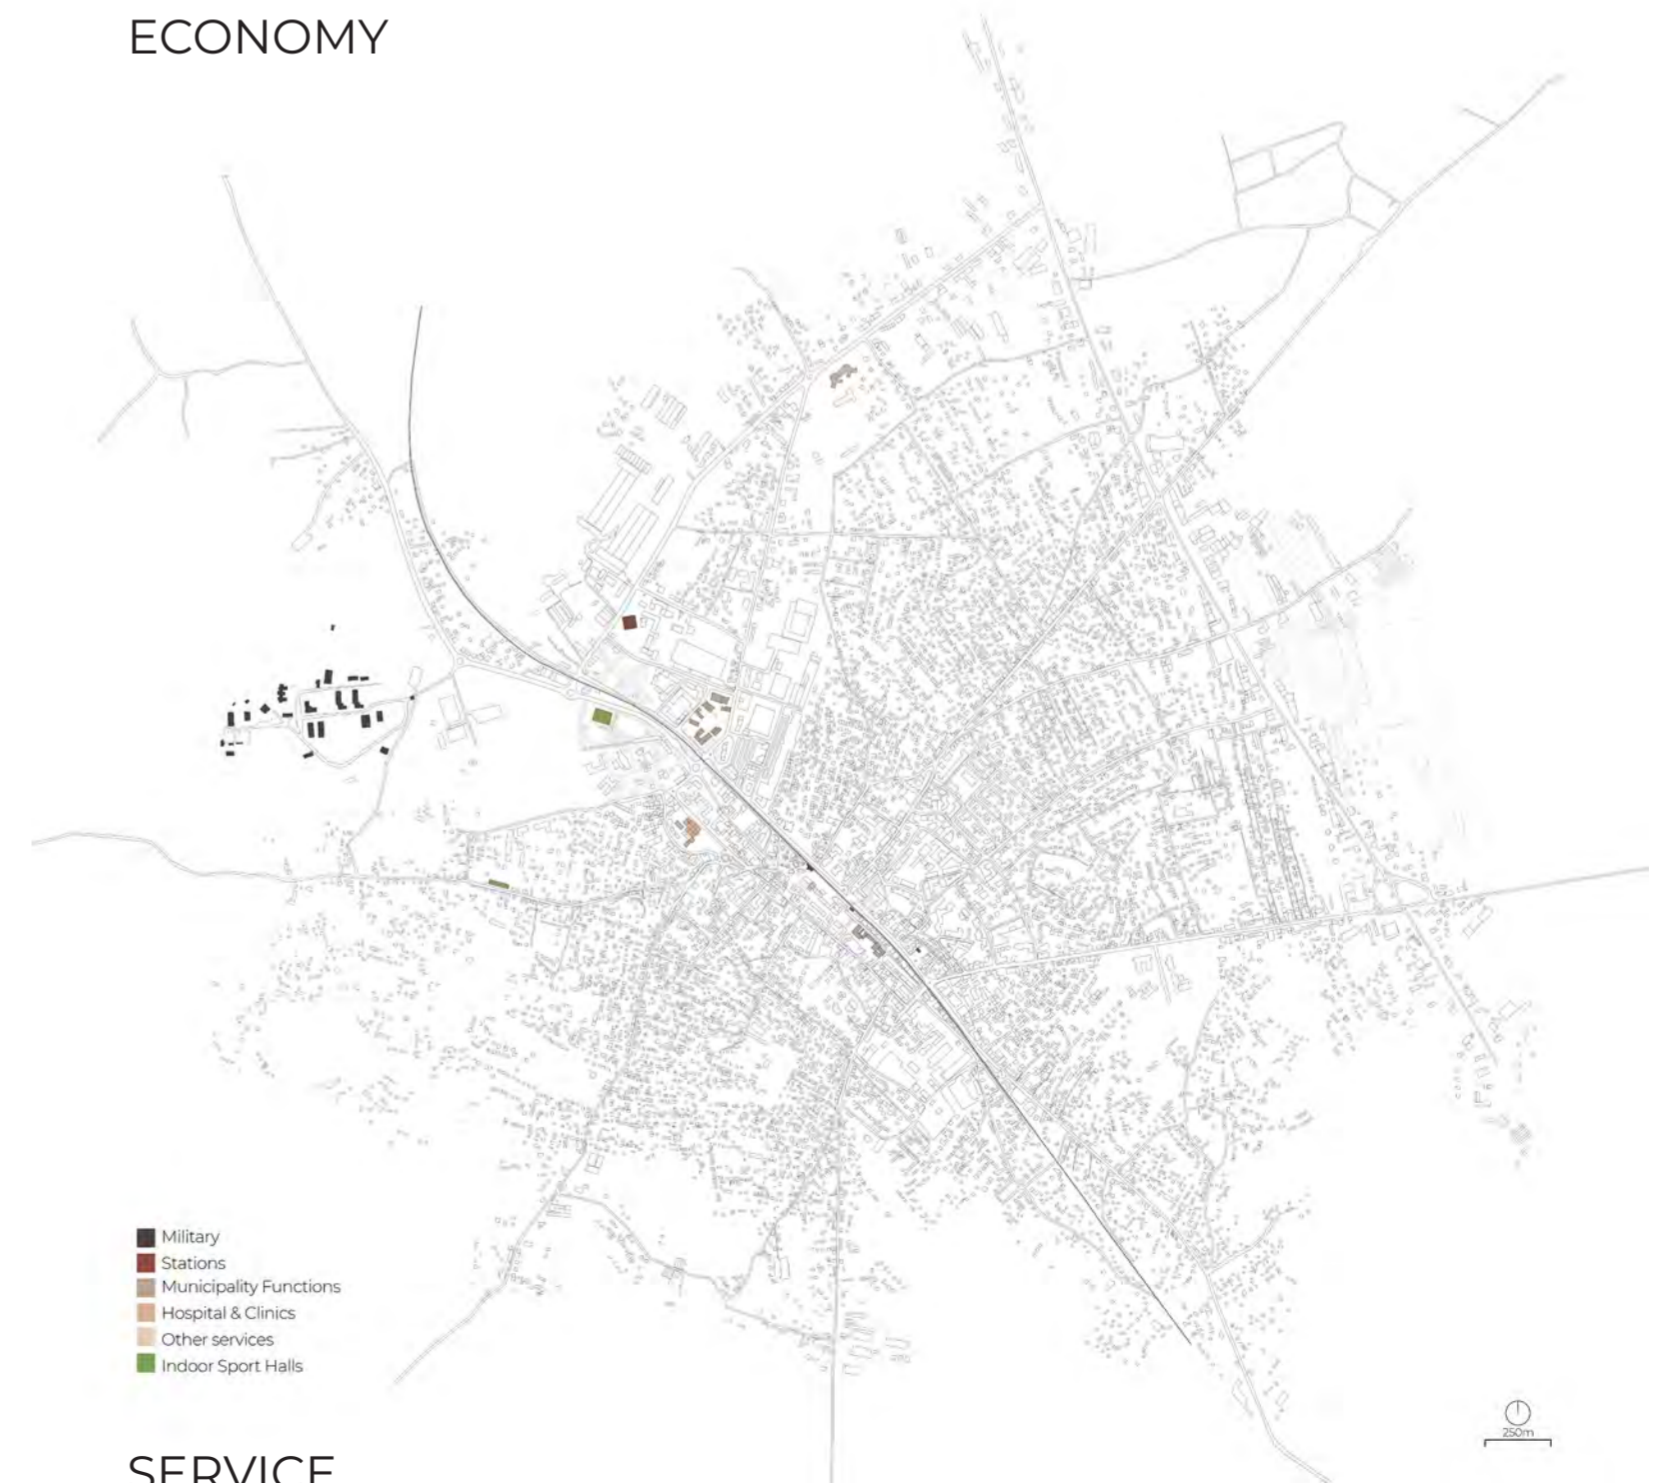 ECONOMY
Military
Stations
Municipality Functions
Hospital & Clinics
Other services
Indoor Sport Halls
250m
SERVICE